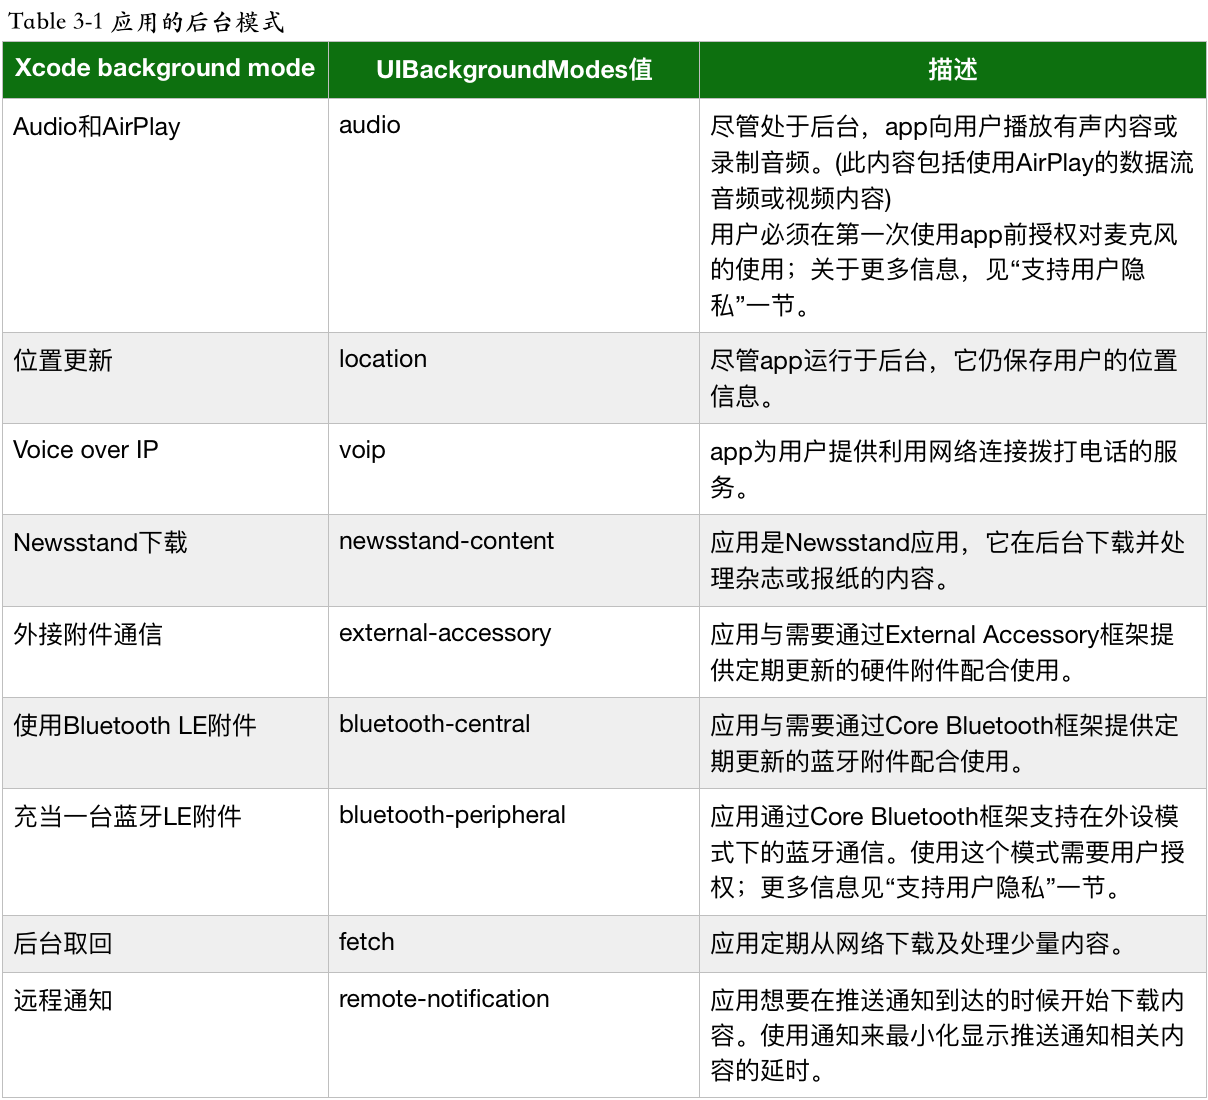 Table 3-1 应用的后台模式
Xcode background mode
UIBackgroundModes值
描述
Audio和AirPlay
audio
尽管处于后台，app向用户播放有声内容或
录制音频。(此内容包括使用AirPlay的数据流
音频或视频内容)
用户必须在第一次使用app前授权对麦克风
的使用；关于更多信息，见“支持用户隐
私”一节。
位置更新
location
尽管app运行于后台，它仍保存用户的位置
信息。
Voice over IP
voip
app为用户提供利用网络连接拨打电话的服
务。
Newsstand下载
newsstand-content
应用是Newsstand应用，它在后台下载并处
理杂志或报纸的内容。
外接附件通信
external-accessory
应用与需要通过External Accessory框架提
供定期更新的硬件附件配合使用。
使用Bluetooth LE附件
bluetooth-central
应用与需要通过Core Bluetooth框架提供定
期更新的蓝牙附件配合使用。
充当一台蓝牙LE附件
bluetooth-peripheral
应用通过Core Bluetooth框架支持在外设模
式下的蓝牙通信。使用这个模式需要用户授
权；更多信息见“支持用户隐私”一节。
后台取回
fetch
应用定期从网络下载及处理少量内容。
远程通知
remote-notification
应用想要在推送通知到达的时候开始下载内
容。使用通知来最小化显示推送通知相关内
容的延时。